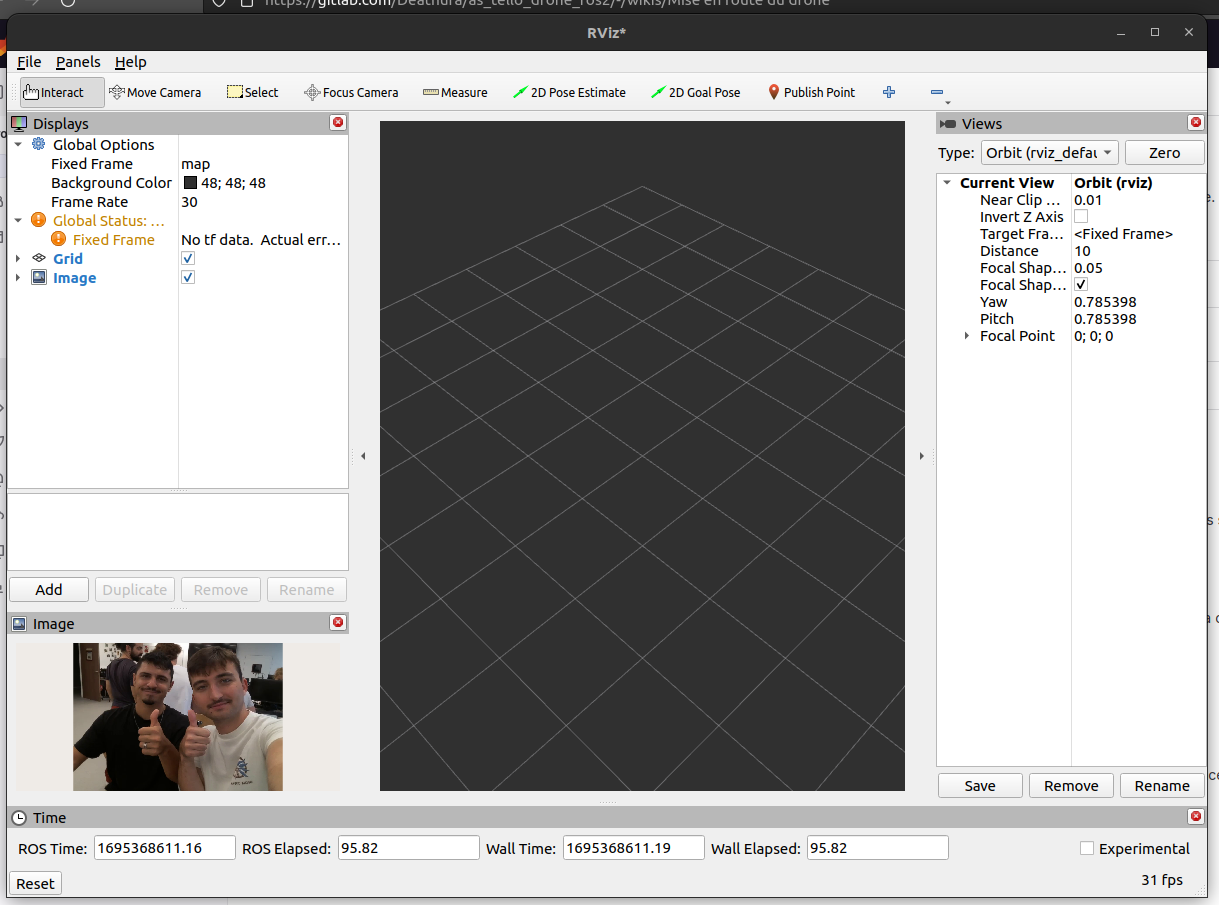 https://gitlab.com/Deathura/as_tello_drone_ros2/-/wikis/Mise en route du drone
RViz*
File Panels Help
Interact Move Camera Select Focus Camera Measure 2D Pose Estimate 2D Goal Pose Publish Point
Displays
Global Options
Fixed Frame map
Background Color 48; 48; 48
Frame Rate 30
Global Status: ...
Fixed Frame No tf data. Actual err...
Grid
Image
Add Duplicate Remove Rename
Image
Views
Type: Orbit (rviz_defau Zero
Current View Orbit (rviz)
Near Clip ... 0.01
Invert Z Axis
Target Fra... <Fixed Frame>
Distance 10
Focal Shap... 0.05
Focal Shap...
Yaw 0.785398
Pitch 0.785398
Focal Point 0; 0; 0
Save Remove Rename
Time
ROS Time: 1695368611.16 ROS Elapsed: 95.82 Wall Time: 1695368611.19 Wall Elapsed: 95.82 Experimental
Reset 31 fps